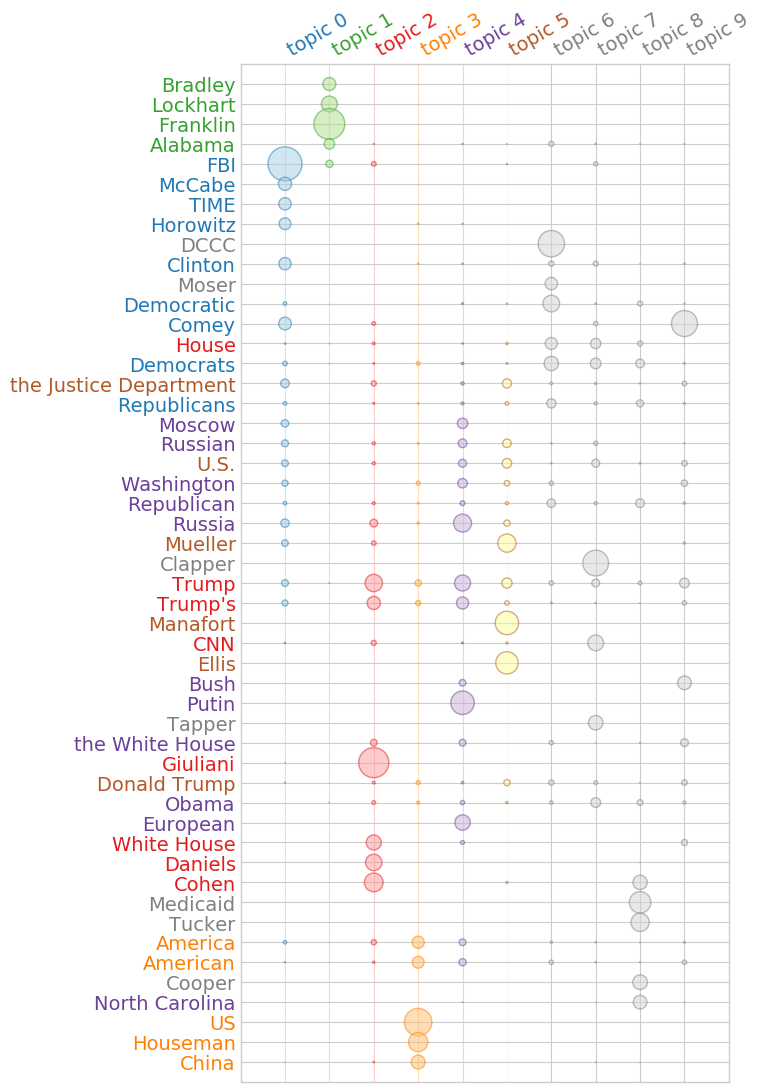 topic 0
topic 1
topic 2
topic 3
topic 4
topic 5
topic 6
topic 7
topic 8
topic 9
Bradley
Lockhart
Franklin
Alabama
FBI
McCabe
TIME
Horowitz
DCCC
Clinton
Moser
Democratic
Comey
House
Democrats
the Justice Department
Republicans
Moscow
Russian
U.S.
Washington
Republican
Russia
Mueller
Clapper
Trump
Trump's
Manafort
CNN
Ellis
Bush
Putin
Tapper
the White House
Giuliani
Donald Trump
Obama
European
White House
Daniels
Cohen
Medicaid
Tucker
America
American
Cooper
North Carolina
US
Houseman
China